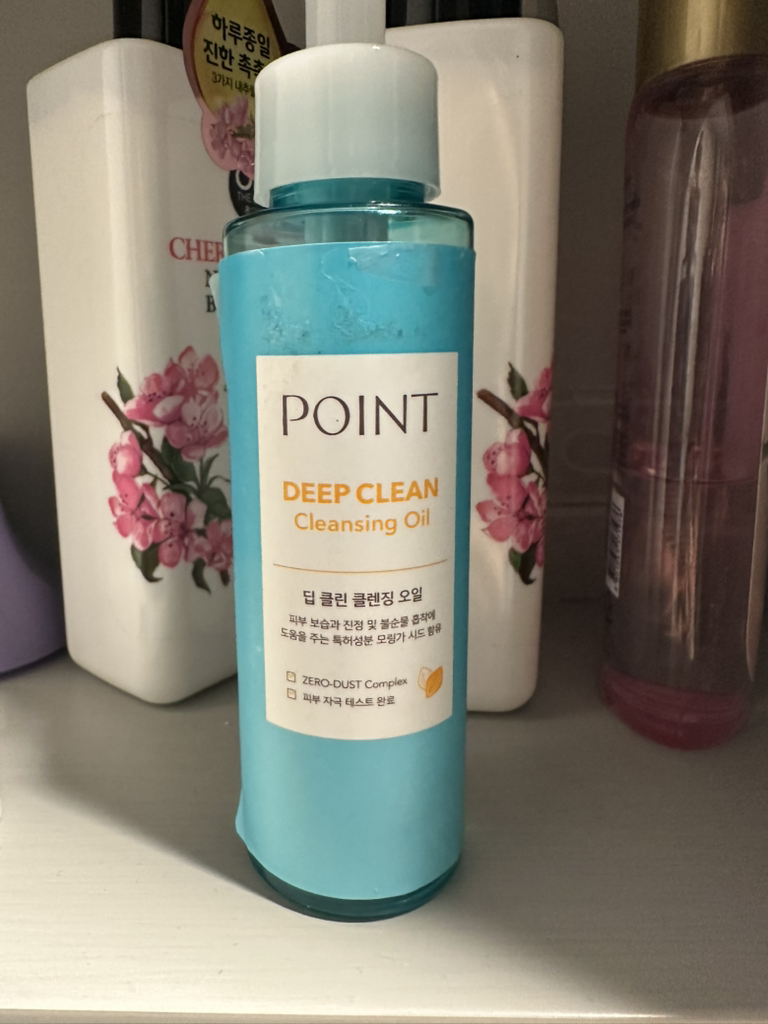 하루종일
진한 촉촉
3가지
CHER
POINT
DEEP CLEAN
Cleansing Oil
딥 클린 클렌징 오일
피부 보습과 진정 및 불순물 흡착에
도움을 주는 특허성분 모링가 시드 함유
ZERO-DUST Complex
피부 자극 테스트 완료